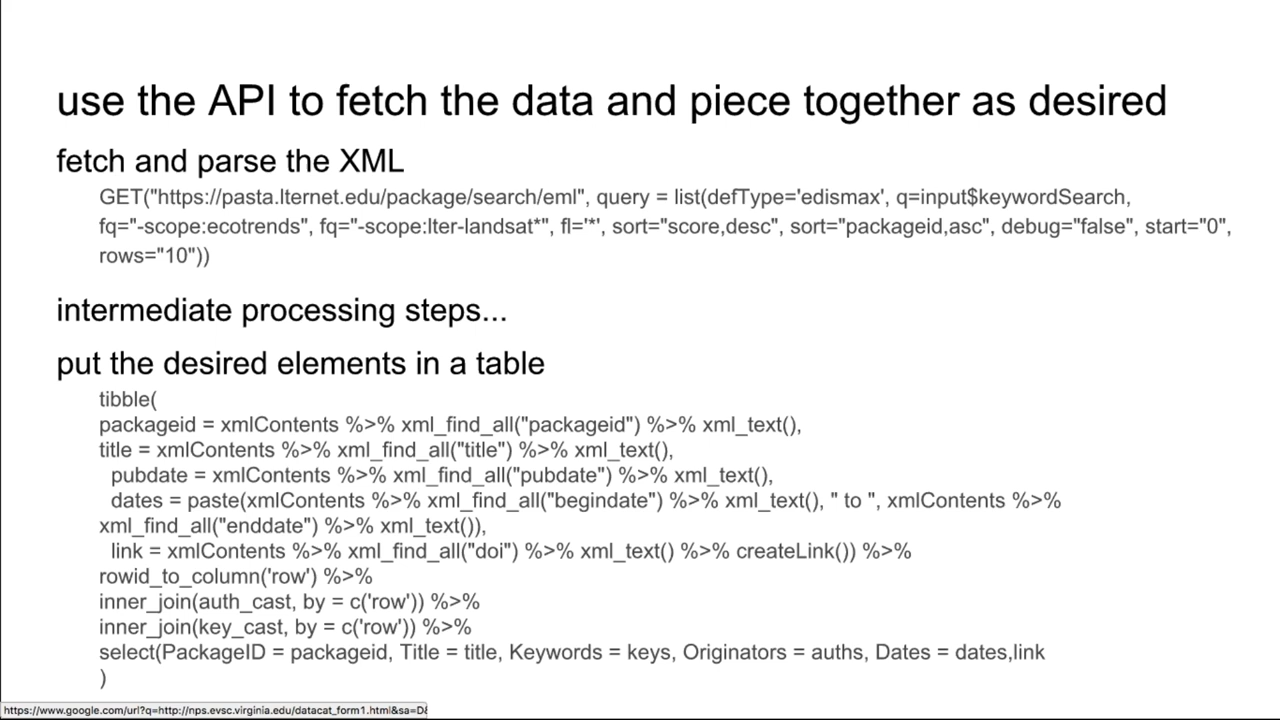 use the API to fetch the data and piece together as desired
fetch and parse the XML
GET("https://pasta.lternet.edu/package/search/eml", query = list(defType='edismax', q=input$keywordSearch,
fq="-scope:ecotrends", fq="-scope:lter-landsat*", fl='*', sort="score,desc", sort="packageid,asc", debug="false", start="0",
rows="10"))
intermediate processing steps...
put the desired elements in a table
tibble(
packageid = xmlContents %>% xml_find_all("packageid") %>% xml_text(),
title = xmlContents %>% xml_find_all("title") %>% xml_text(),
pubdate = xmlContents %>% xml_find_all("pubdate") %>% xml_text(),
dates = paste(xmlContents %>% xml_find_all("begindate") %>% xml_text(), " to ", xmlContents %>%
xml_find_all("enddate") %>% xml_text()),
link = xmlContents %>% xml_find_all("doi") %>% xml_text() %>% createLink()) %>%
rowid_to_column('row') %>%
inner_join(auth_cast, by = c('row')) %>%
inner_join(key_cast, by = c('row')) %>%
select(PackageID = packageid, Title = title, Keywords = keys, Originators = auths, Dates = dates,link
)
https://www.google.com/url?q=http://nps.evsc.virginia.edu/datacat_form1.html&sa=D&